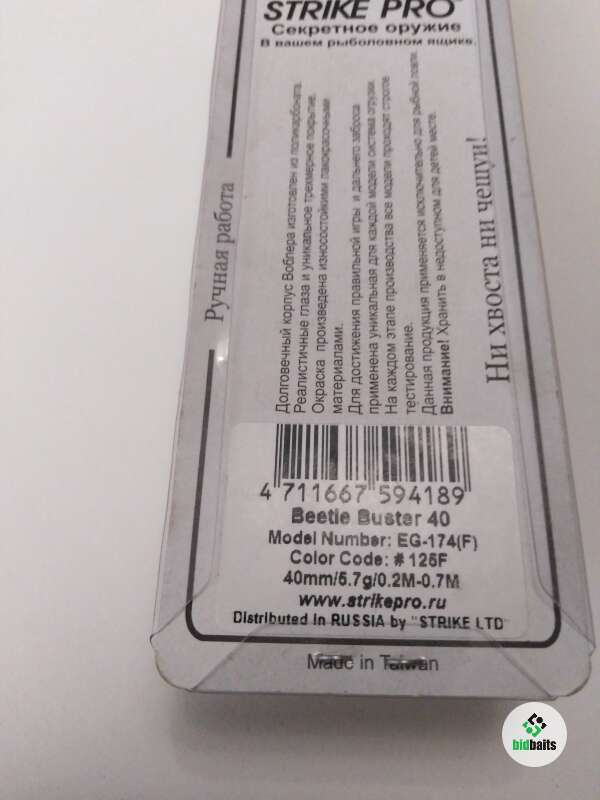 STRIKE PRO
Секретное оружие
В вашем рыболовном ящике.
Ручная работа
Долговечный корпус Воблера изготовлен из поликарбоната.
Реалистичные глаза и уникальное трехмерное покрытие.
Окраска произведена износостойкими лакокрасочными
материалами.
Для достижения правильной игры и дальнего заброса
применена уникальная для каждой модели система огрузки.
На каждом этапе производства все модели проходят строгое
тестирование.
Данная продукция применяется исключительно для рыбной ловли.
Внимание! Хранить в недоступном для детей месте.
Ни хвоста ни чешуи!
4 711667 594189
Beetle Buster 40
Model Number: EG-174(F)
Color Code: # 126F
40mm/5.7g/0.2M-0.7M
www.strikepro.ru
Distributed in RUSSIA by "STRIKE LTD"
Made in Taiwan
bidbaits